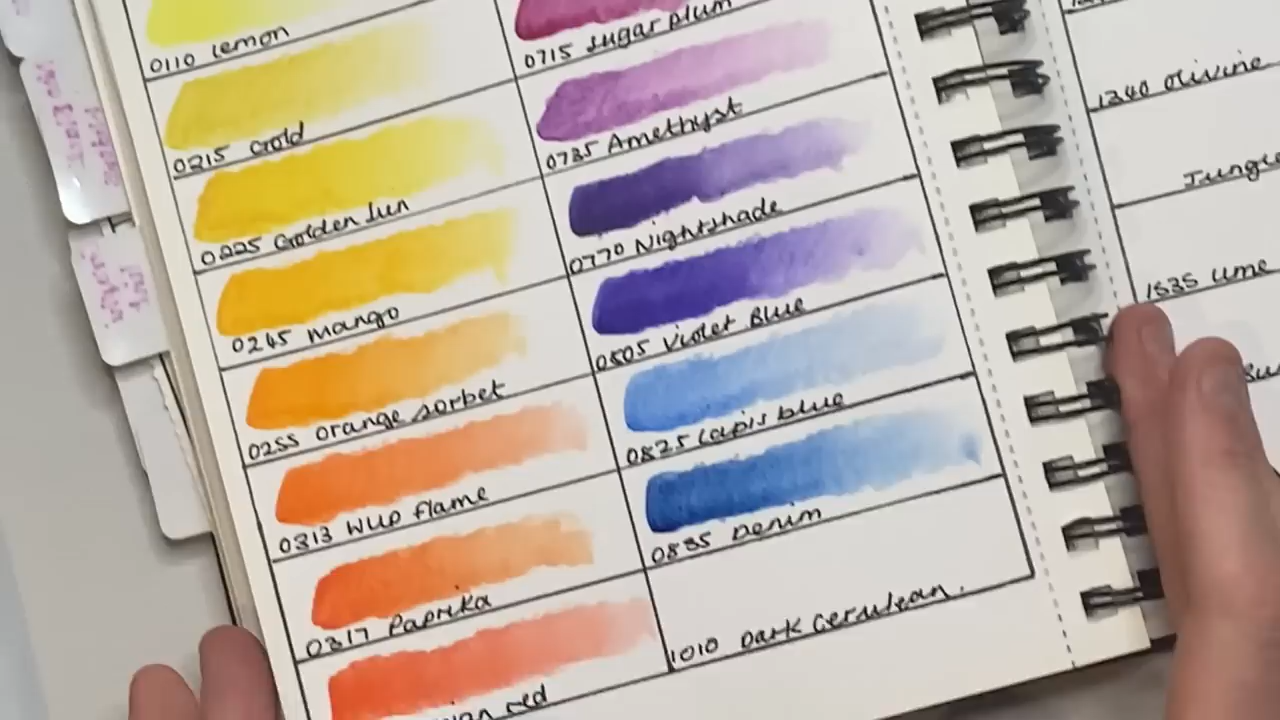 0110 Lemon
0215 Gold
0225 Golden Sun
0245 Mango
0255 Orange Sorbet
0313 Wild Flame
0317 Paprika
red
0715 Sugar Plum
0735 Amethyst
0770 Nightshade
0805 Violet Blue
0825 Lapis blue
0835 Denim
1010 Dark Cerulean.
1240 Olivine
1535 Lime